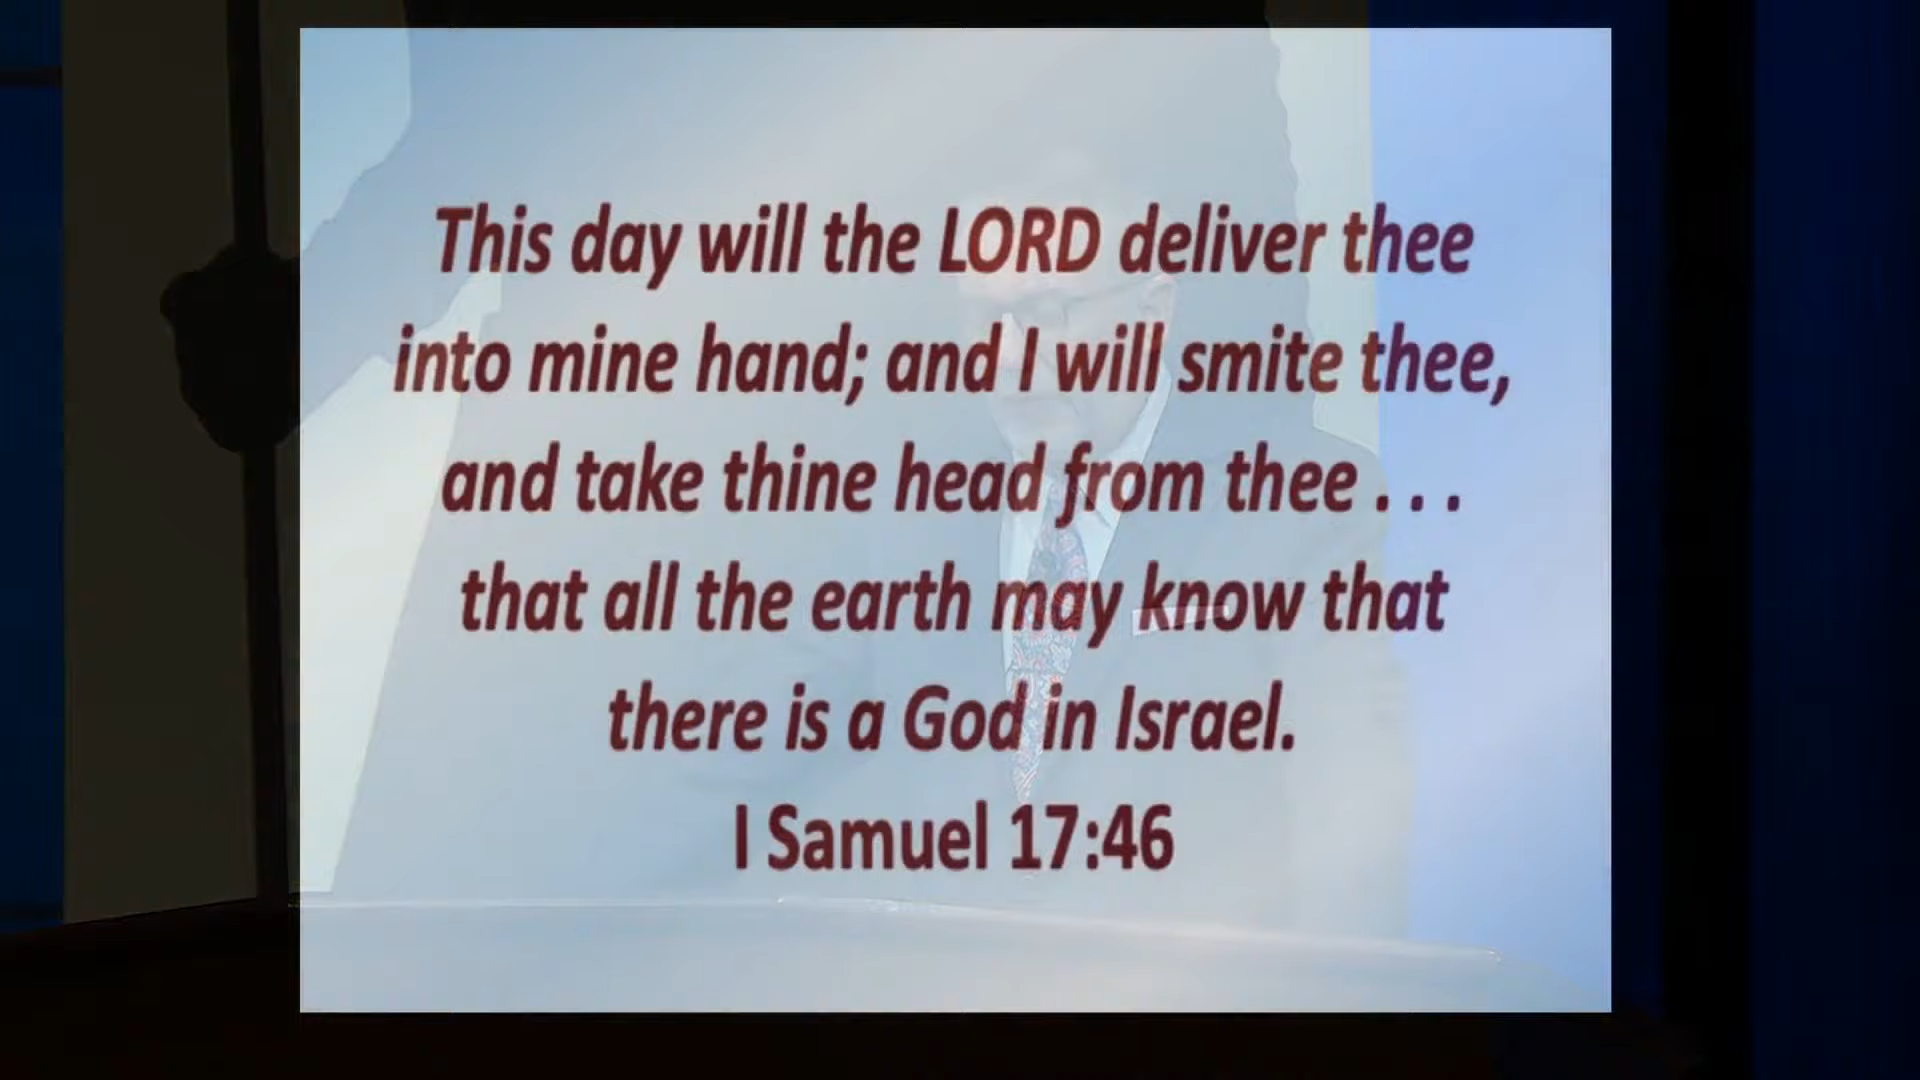 This day will the LORD deliver thee
into mine hand; and I will smite thee,
and take thine head from thee . . .
that all the earth may know that
there is a God in Israel.
I Samuel 17:46